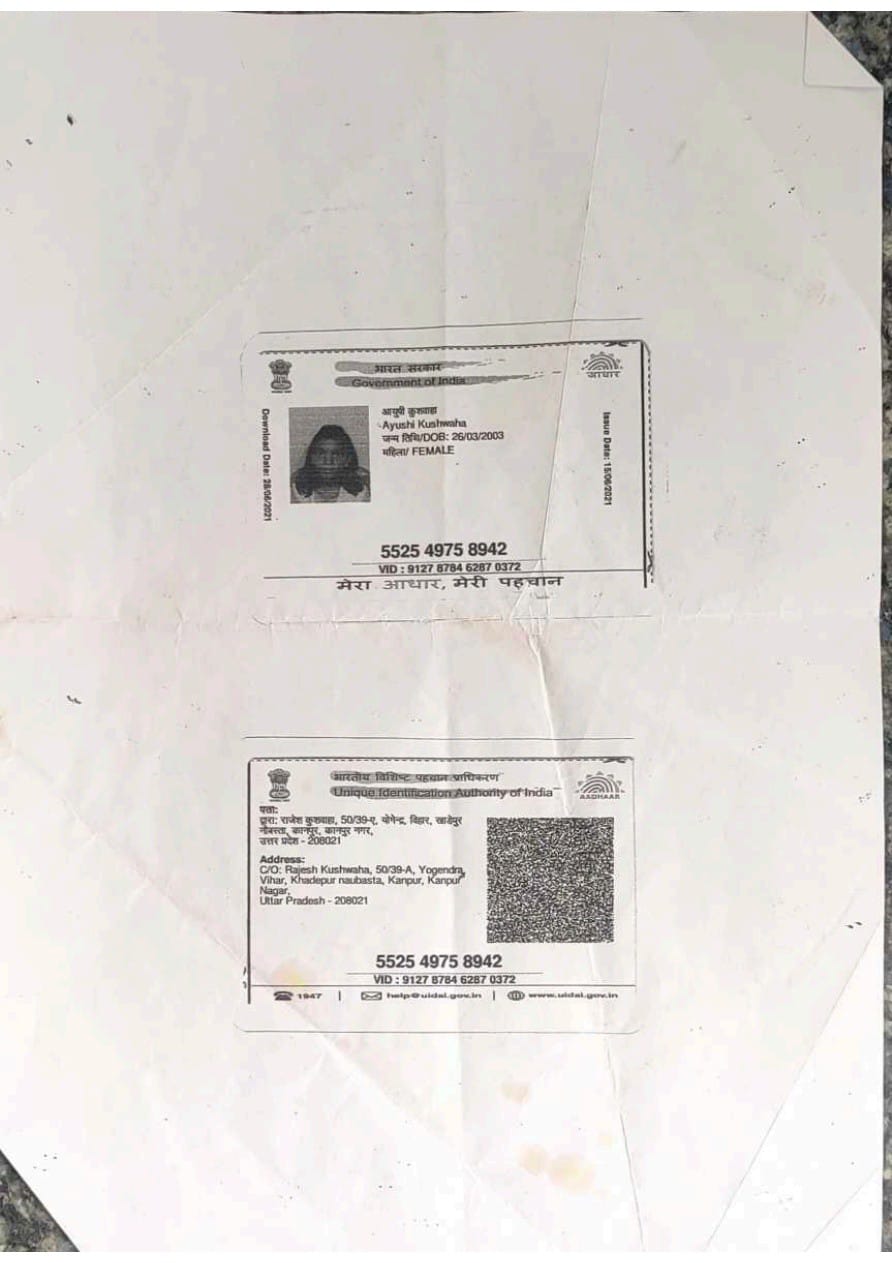 भारत सरकार
Government of India
आधार
Download Date: 28/06/2021
आयुषी कुशवाहा
Ayushi Kushwaha
जन्म तिथि/DOB: 26/03/2003
महिला/ FEMALE
Issue Date: 15/06/2021
5525 4975 8942
VID : 9127 8784 6287 0372
मेरा आधार, मेरी पहचान
भारतीय विशिष्ट पहचान प्राधिकरण
Unique Identification Authority of India
AADHAAR
पता:
द्वारा: राजेश कुशवाहा, 50/39-ए, योगेन्द्र, विहार, खाडेपुर
नौबस्ता, कानपुर, कानपुर नगर,
उत्तर प्रदेश - 208021
Address:
C/O: Rajesh Kushwaha, 50/39-A, Yogendra,
Vihar, Khadepur naubasta, Kanpur, Kanpur
Nagar,
Uttar Pradesh - 208021
5525 4975 8942
VID : 9127 8784 6287 0372
1947 | help@uidai.gov.in | www.uidai.gov.in